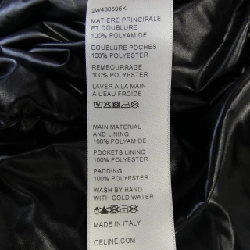 2W430596K
MATIERE PRINCIPALE
ET DOUBLURE
100% POLYAMIDE
DOUBLURE POCHES
100% POLYESTER
REMBOURRAGE
100% POLYESTER
LAVER A LA MAIN
A L'EAU FROIDE
MAIN MATERIAL
AND LINING
100% POLYAMIDE
POCKETS LINING
100% POLYESTER
PADDING
100% POLYESTER
WASH BY HAND
WITH COLD WATER
MADE IN ITALY
CELINE.COM